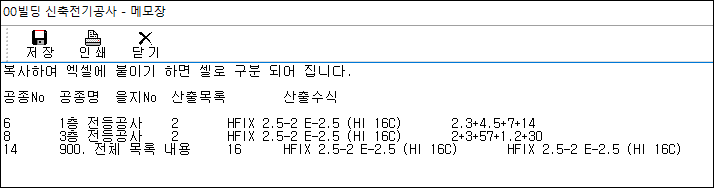 00빌딩 신축전기공사 - 메모장
저 장 인 쇄 닫 기
복사하여 엑셀에 붙이기 하면 셀로 구분 되어 집니다.
공종No 공종명 을지No 산출목록 산출수식
6 1층 전등공사 2 HFIX 2.5-2 E-2.5 (HI 16C) 2.3+4.5+7+14
8 3층 전등공사 2 HFIX 2.5-2 E-2.5 (HI 16C) 2+3+57+1.2+30
14 900. 전체 목록 내용 16 HFIX 2.5-2 E-2.5 (HI 16C) HFIX 2.5-2 E-2.5 (HI 16C)